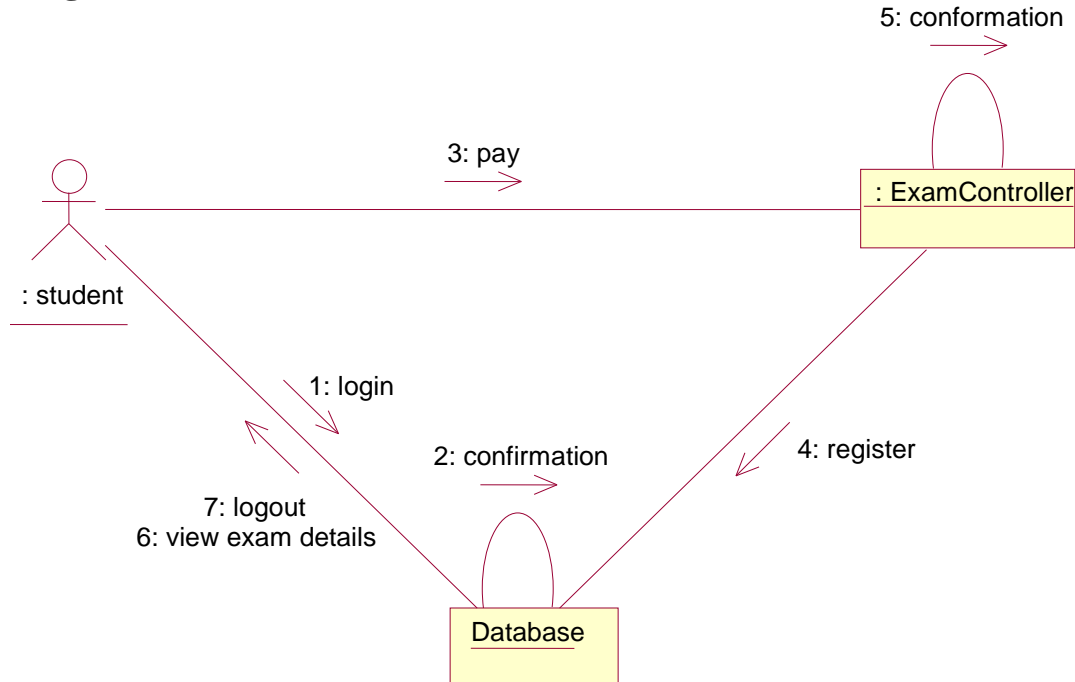 5: conformation
3: pay
: ExamController
: student
1: login
2: confirmation
4: register
7: logout
6: view exam details
Database